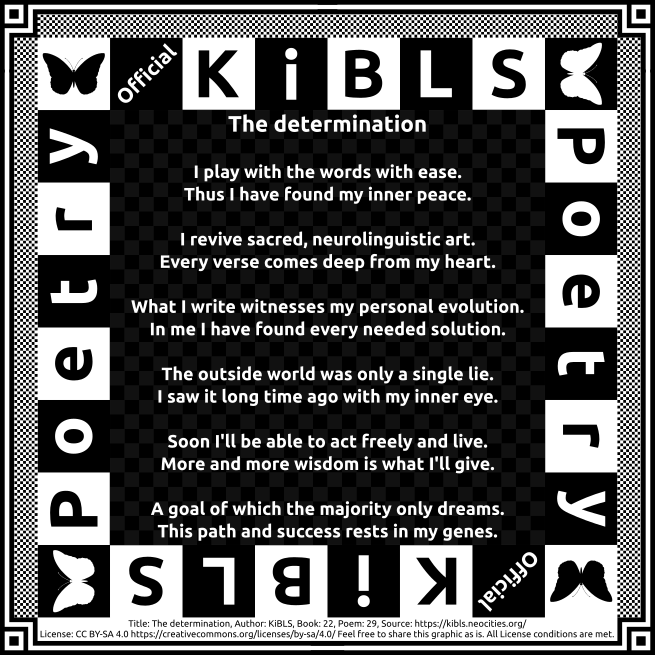 Official KiBLS
Poetry
Poetry
The determination
I play with the words with ease.
Thus I have found my inner peace.
I revive sacred, neurolinguistic art.
Every verse comes deep from my heart.
What I write witnesses my personal evolution.
In me I have found every needed solution.
The outside world was only a single lie.
I saw it long time ago with my inner eye.
Soon I'll be able to act freely and live.
More and more wisdom is what I'll give.
A goal of which the majority only dreams.
This path and success rests in my genes.
Official KiBLS
Title: The determination, Author: KiBLS, Book: 22, Poem: 29, Source: https://kibls.neocities.org/
License: CC BY-SA 4.0 https://creativecommons.org/licenses/by-sa/4.0/ Feel free to share this graphic as is. All License conditions are met.